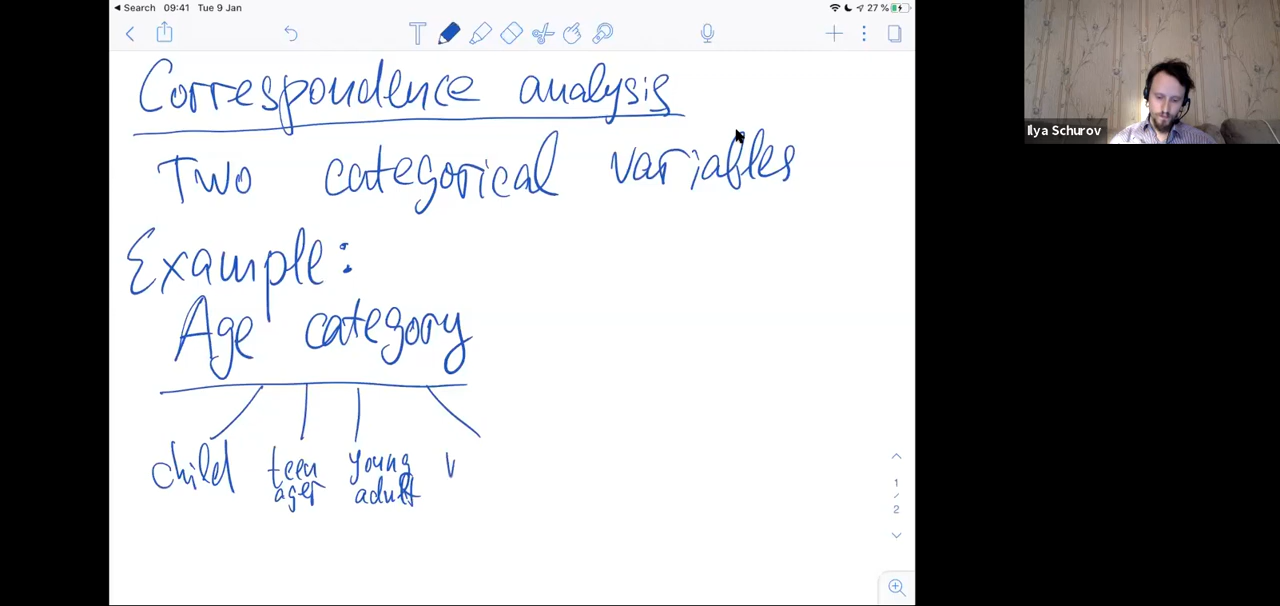 Search 09:41 Tue 9 Jan 27 %
T
Correspondence analysis
Two categorical variables
Example:
Age category
child teen ager young adult
1
/
2
Ilya Schurov